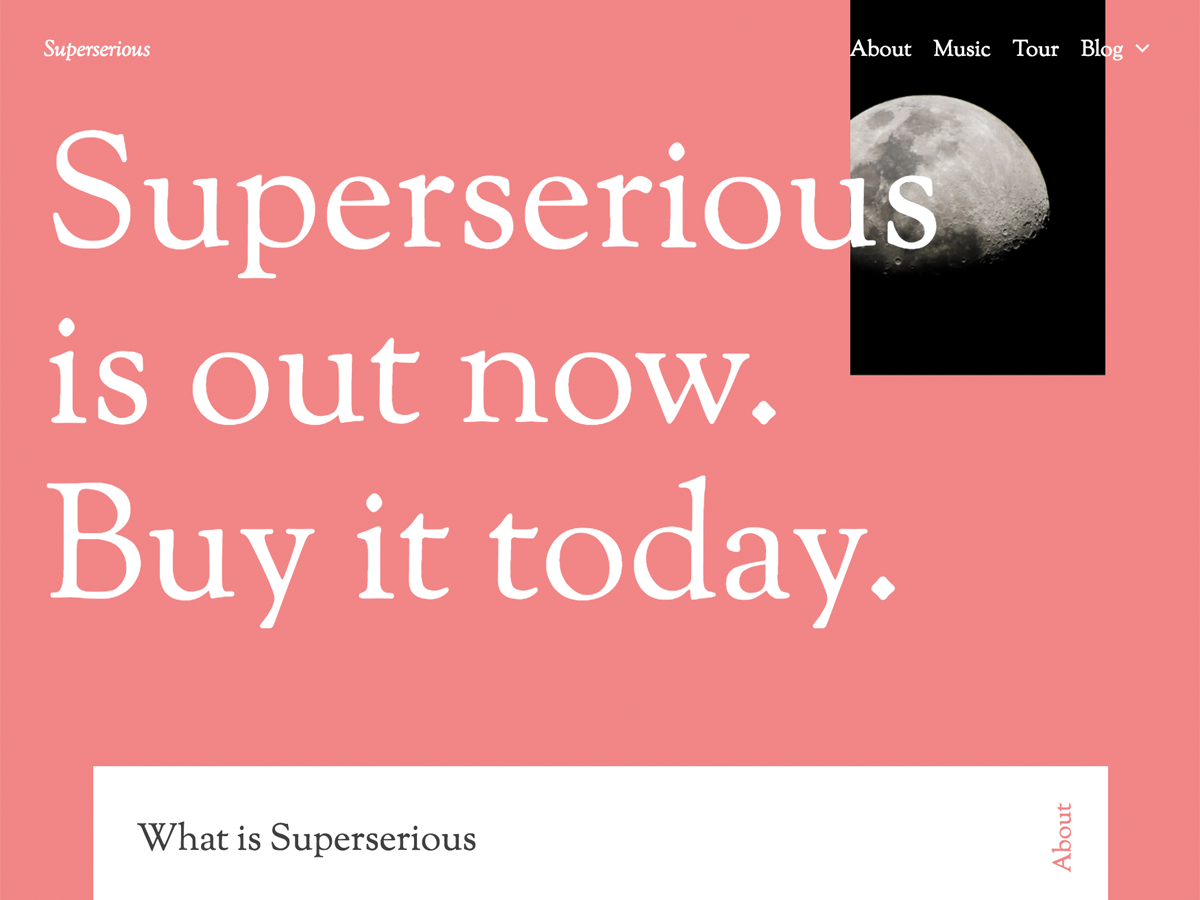 Superserious
About Music Tour Blog
Superserious
is out now.
Buy it today.
What is Superserious
About